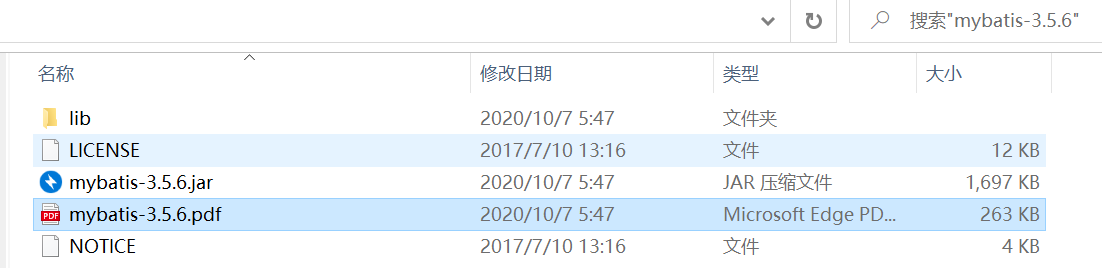 搜索"mybatis-3.5.6"
名称 修改日期 类型 大小
lib 2020/10/7 5:47 文件夹
LICENSE 2017/7/10 13:16 文件 12 KB
mybatis-3.5.6.jar 2020/10/7 5:47 JAR 压缩文件 1,697 KB
PDF mybatis-3.5.6.pdf 2020/10/7 5:47 Microsoft Edge PD... 263 KB
NOTICE 2017/7/10 13:16 文件 4 KB